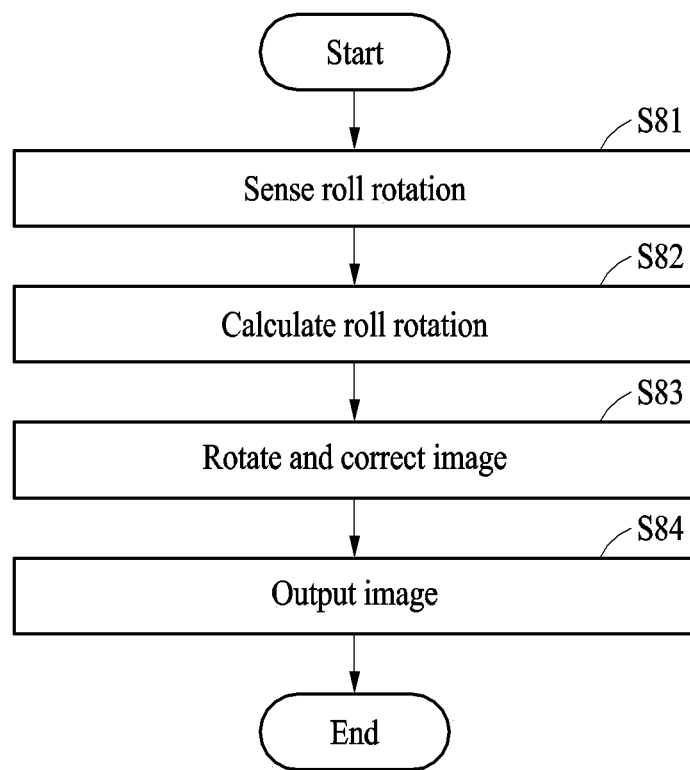 Start
S81
Sense roll rotation
S82
Calculate roll rotation
S83
Rotate and correct image
S84
Output image
End